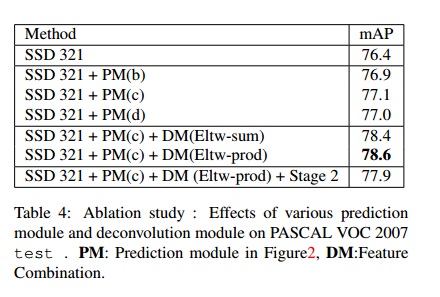 Method mAP
SSD 321 76.4
SSD 321 + PM(b) 76.9
SSD 321 + PM(c) 77.1
SSD 321 + PM(d) 77.0
SSD 321 + PM(c) + DM(Eltw-sum) 78.4
SSD 321 + PM(c) + DM(Eltw-prod) 78.6
SSD 321 + PM(c) + DM (Eltw-prod) + Stage 2 77.9
Table 4: Ablation study : Effects of various prediction
module and deconvolution module on PASCAL VOC 2007
test . PM: Prediction module in Figure2, DM:Feature
Combination.